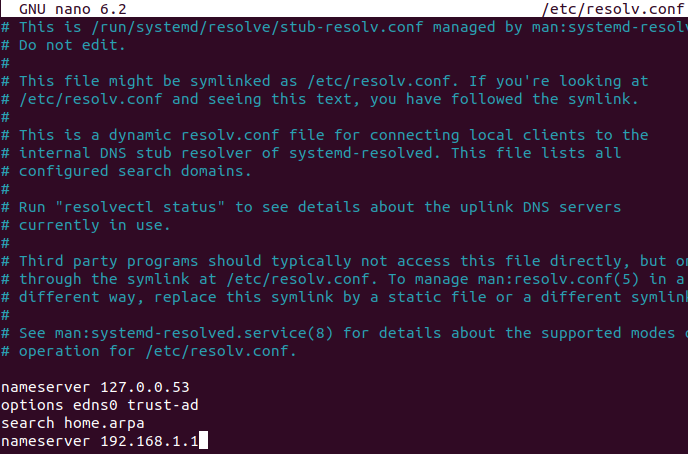 GNU nano 6.2 /etc/resolv.conf
# This is /run/systemd/resolve/stub-resolv.conf managed by man:systemd-resolv
# Do not edit.
#
# This file might be symlinked as /etc/resolv.conf. If you're looking at
# /etc/resolv.conf and seeing this text, you have followed the symlink.
#
# This is a dynamic resolv.conf file for connecting local clients to the
# internal DNS stub resolver of systemd-resolved. This file lists all
# configured search domains.
#
# Run "resolvectl status" to see details about the uplink DNS servers
# currently in use.
#
# Third party programs should typically not access this file directly, but on
# through the symlink at /etc/resolv.conf. To manage man:resolv.conf(5) in a
# different way, replace this symlink by a static file or a different symlink
#
# See man:systemd-resolved.service(8) for details about the supported modes o
# operation for /etc/resolv.conf.
nameserver 127.0.0.53
options edns0 trust-ad
search home.arpa
nameserver 192.168.1.1